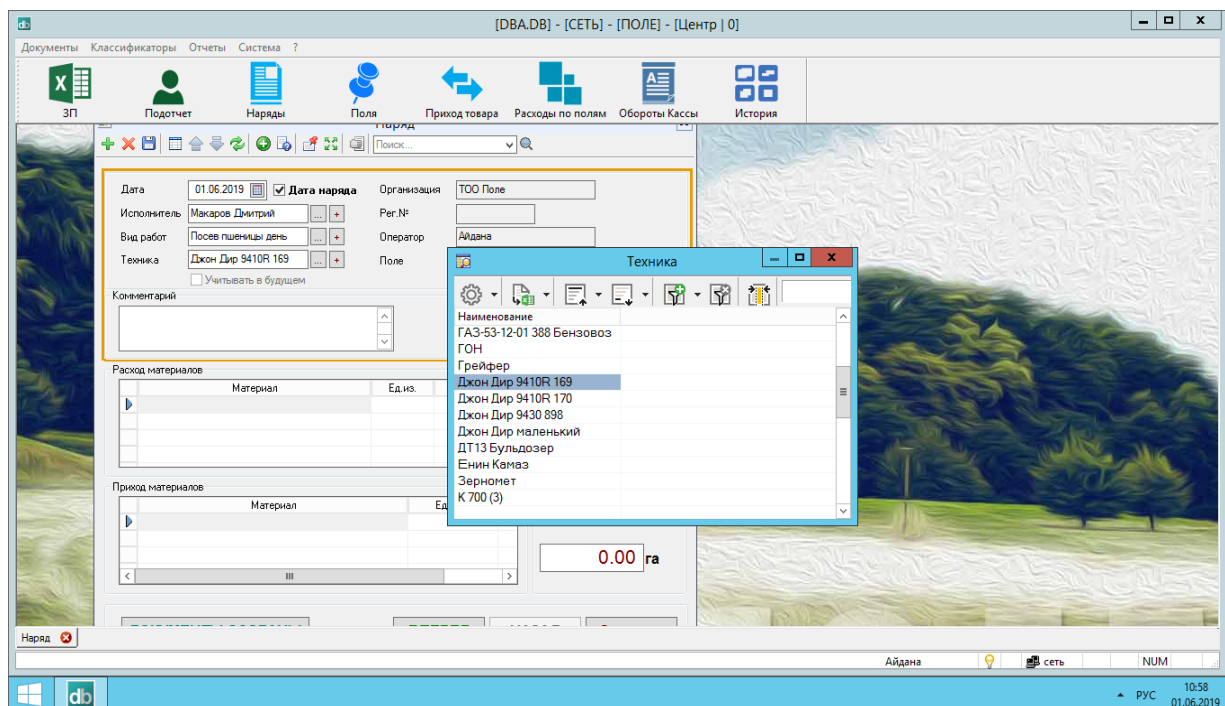 [DBA.DB] - [СЕТЬ] - [ПОЛЕ] - [Центр | 0]
Документы Классификаторы Отчеты Система ?
ЗП Подотчет Наряды Поля Приход товара Расходы по полям Обороты Кассы История
Наряд
Поиск...
Дата 01.06.2019 Дата наряда Организация ТОО Поле
Исполнитель Макаров Дмитрий ... + Рег.№
Вид работ Посев пшеницы день ... + Оператор Айдана
Техника Джон Дир 9410R 169 ... + Поле
Учитывать в будущем
Комментарий
Техника
Наименование
ГАЗ-53-12-01 388 Бензовоз
ГОН
Грейфер
Джон Дир 9410R 169
Джон Дир 9410R 170
Джон Дир 9430 898
Джон Дир маленький
ДТ13 Бульдозер
Енин Камаз
Зерномет
К 700 (3)
Расход материалов
Материал Ед.из.
Приход материалов
Материал Ед
0.00 га
Наряд
Айдана сеть NUM
db РУС 10:58
01.06.2019